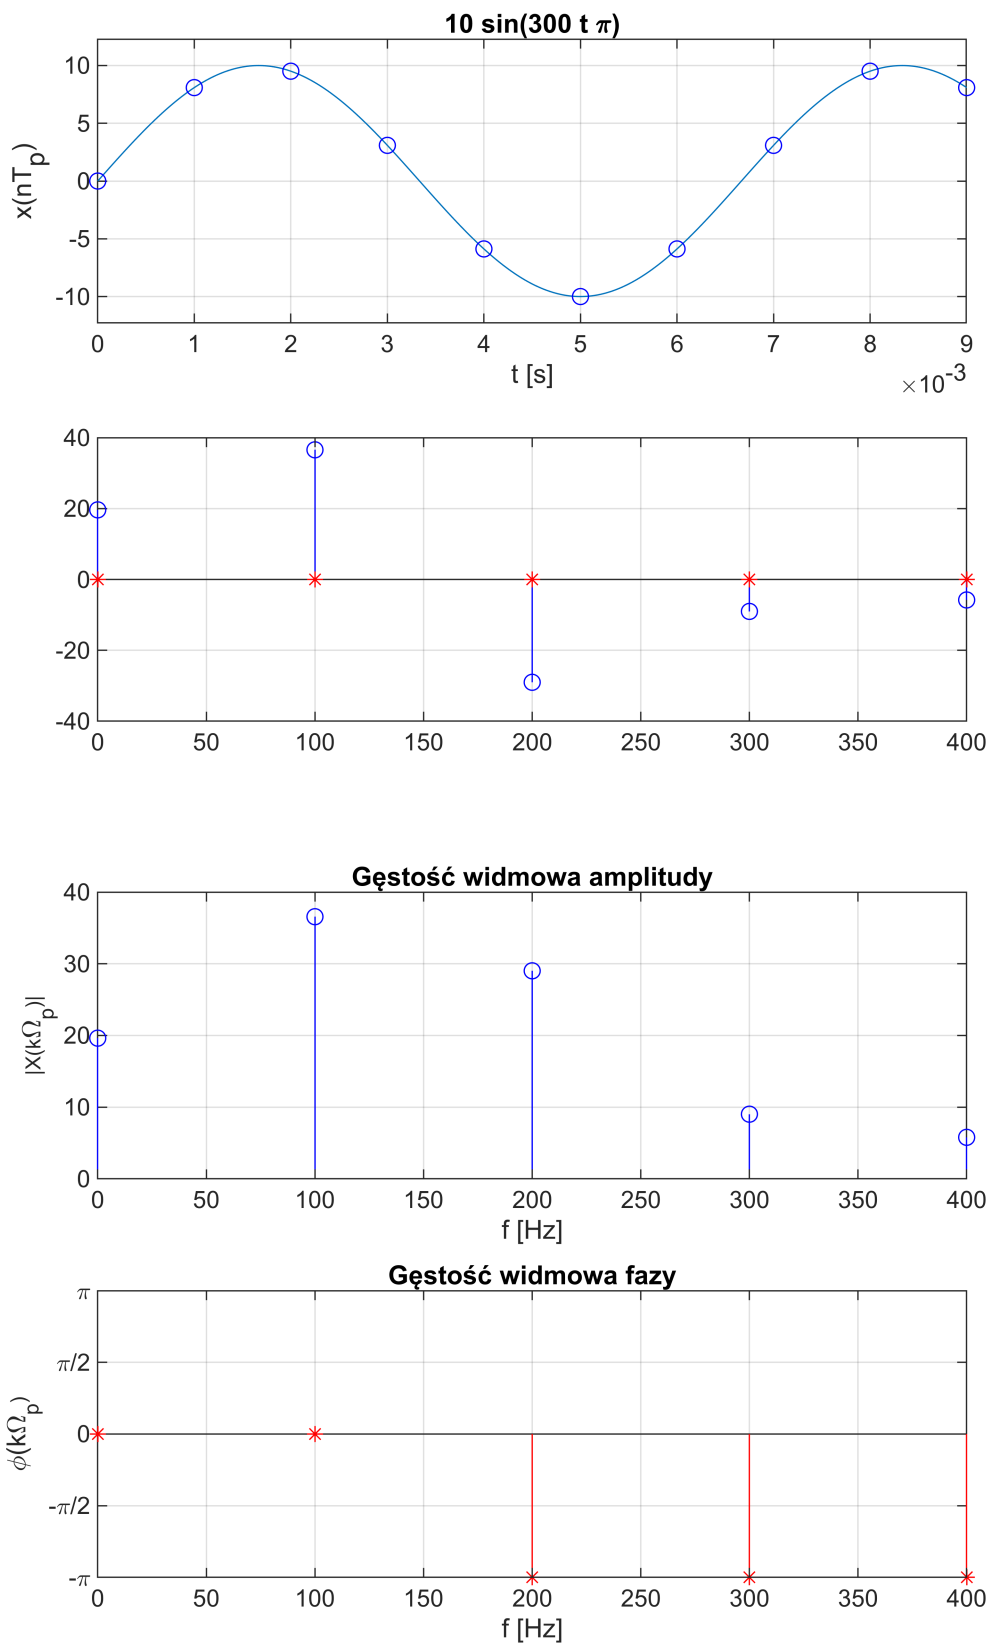 10 sin(300 t π)
x(nTp)
10
5
0
-5
-10
0 1 2 3 4 5 6 7 8 9
t [s]
×10-3
40
20
0
-20
-40
0 50 100 150 200 250 300 350 400
Gęstość widmowa amplitudy
|X(kΩp)|
40
30
20
10
0
0 50 100 150 200 250 300 350 400
f [Hz]
Gęstość widmowa fazy
ϕ(kΩp)
π
π/2
0
-π/2
-π
0 50 100 150 200 250 300 350 400
f [Hz]